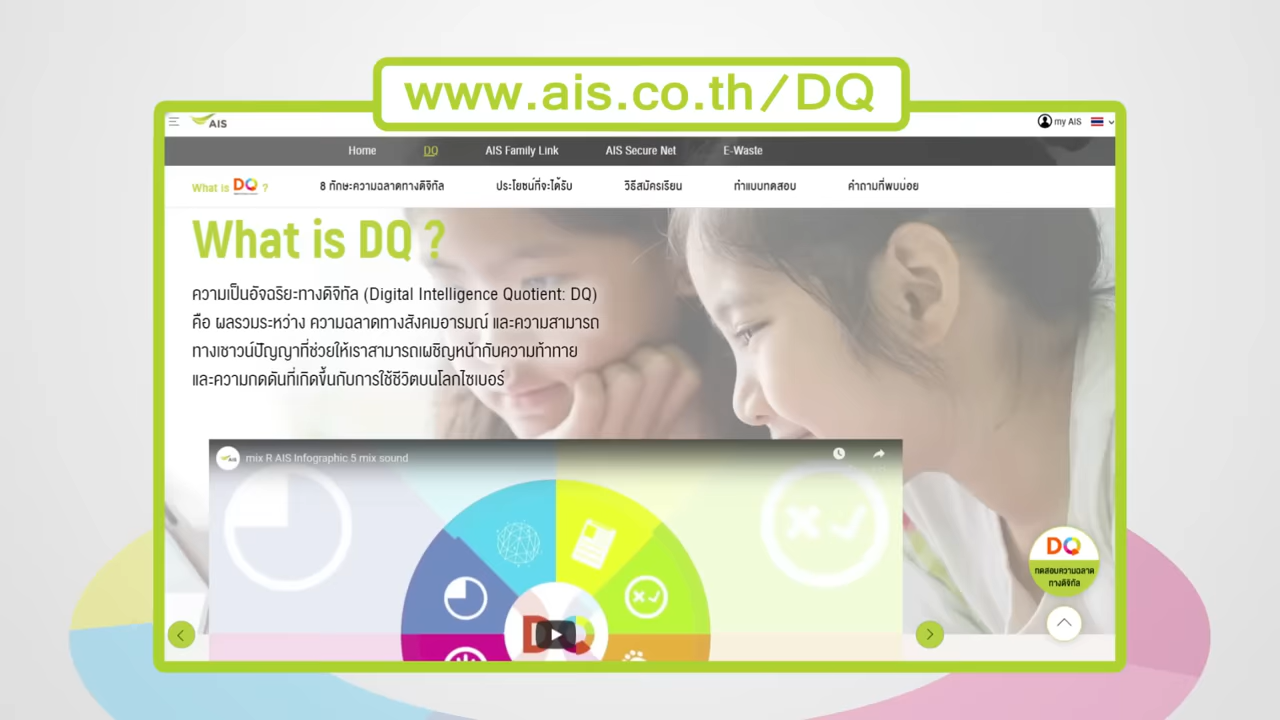 www.ais.co.th/DQ
AIS
my AIS
Home
DQ
AIS Family Link
AIS Secure Net
E-Waste
What is DQ ?
8 ทักษะความฉลาดทางดิจิทัล
ประโยชน์ที่จะได้รับ
วิธีสมัครเรียน
ทำแบบทดสอบ
คำถามที่พบบ่อย
What is DQ ?
ความเป็นอัจฉริยะทางดิจิทัล (Digital Intelligence Quotient: DQ)
คือ ผลรวมระหว่าง ความฉลาดทางสังคมอารมณ์ และความสามารถ
ทางเชาวน์ปัญญาที่ช่วยให้เราสามารถเผชิญหน้ากับความท้าทาย
และความกดดันที่เกิดขึ้นกับการใช้ชีวิตบนโลกไซเบอร์
AIS
mix R AIS Infographic 5 mix sound
DQ
DQ
ทดสอบความฉลาด
ทางดิจิทัล